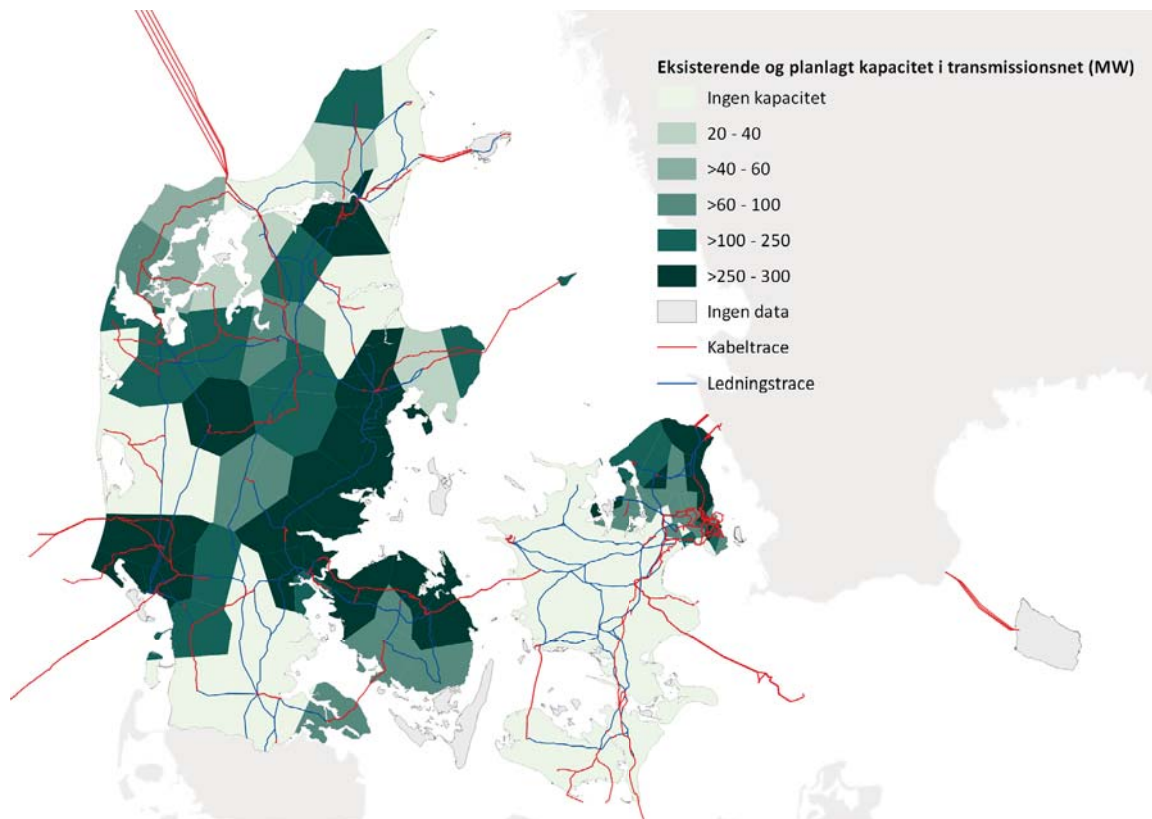 Eksisterende og planlagt kapacitet i transmissionsnet (MW)
Ingen kapacitet
20 - 40
>40 - 60
>60 - 100
>100 - 250
>250 - 300
Ingen data
Kabeltrace
Ledningstrace